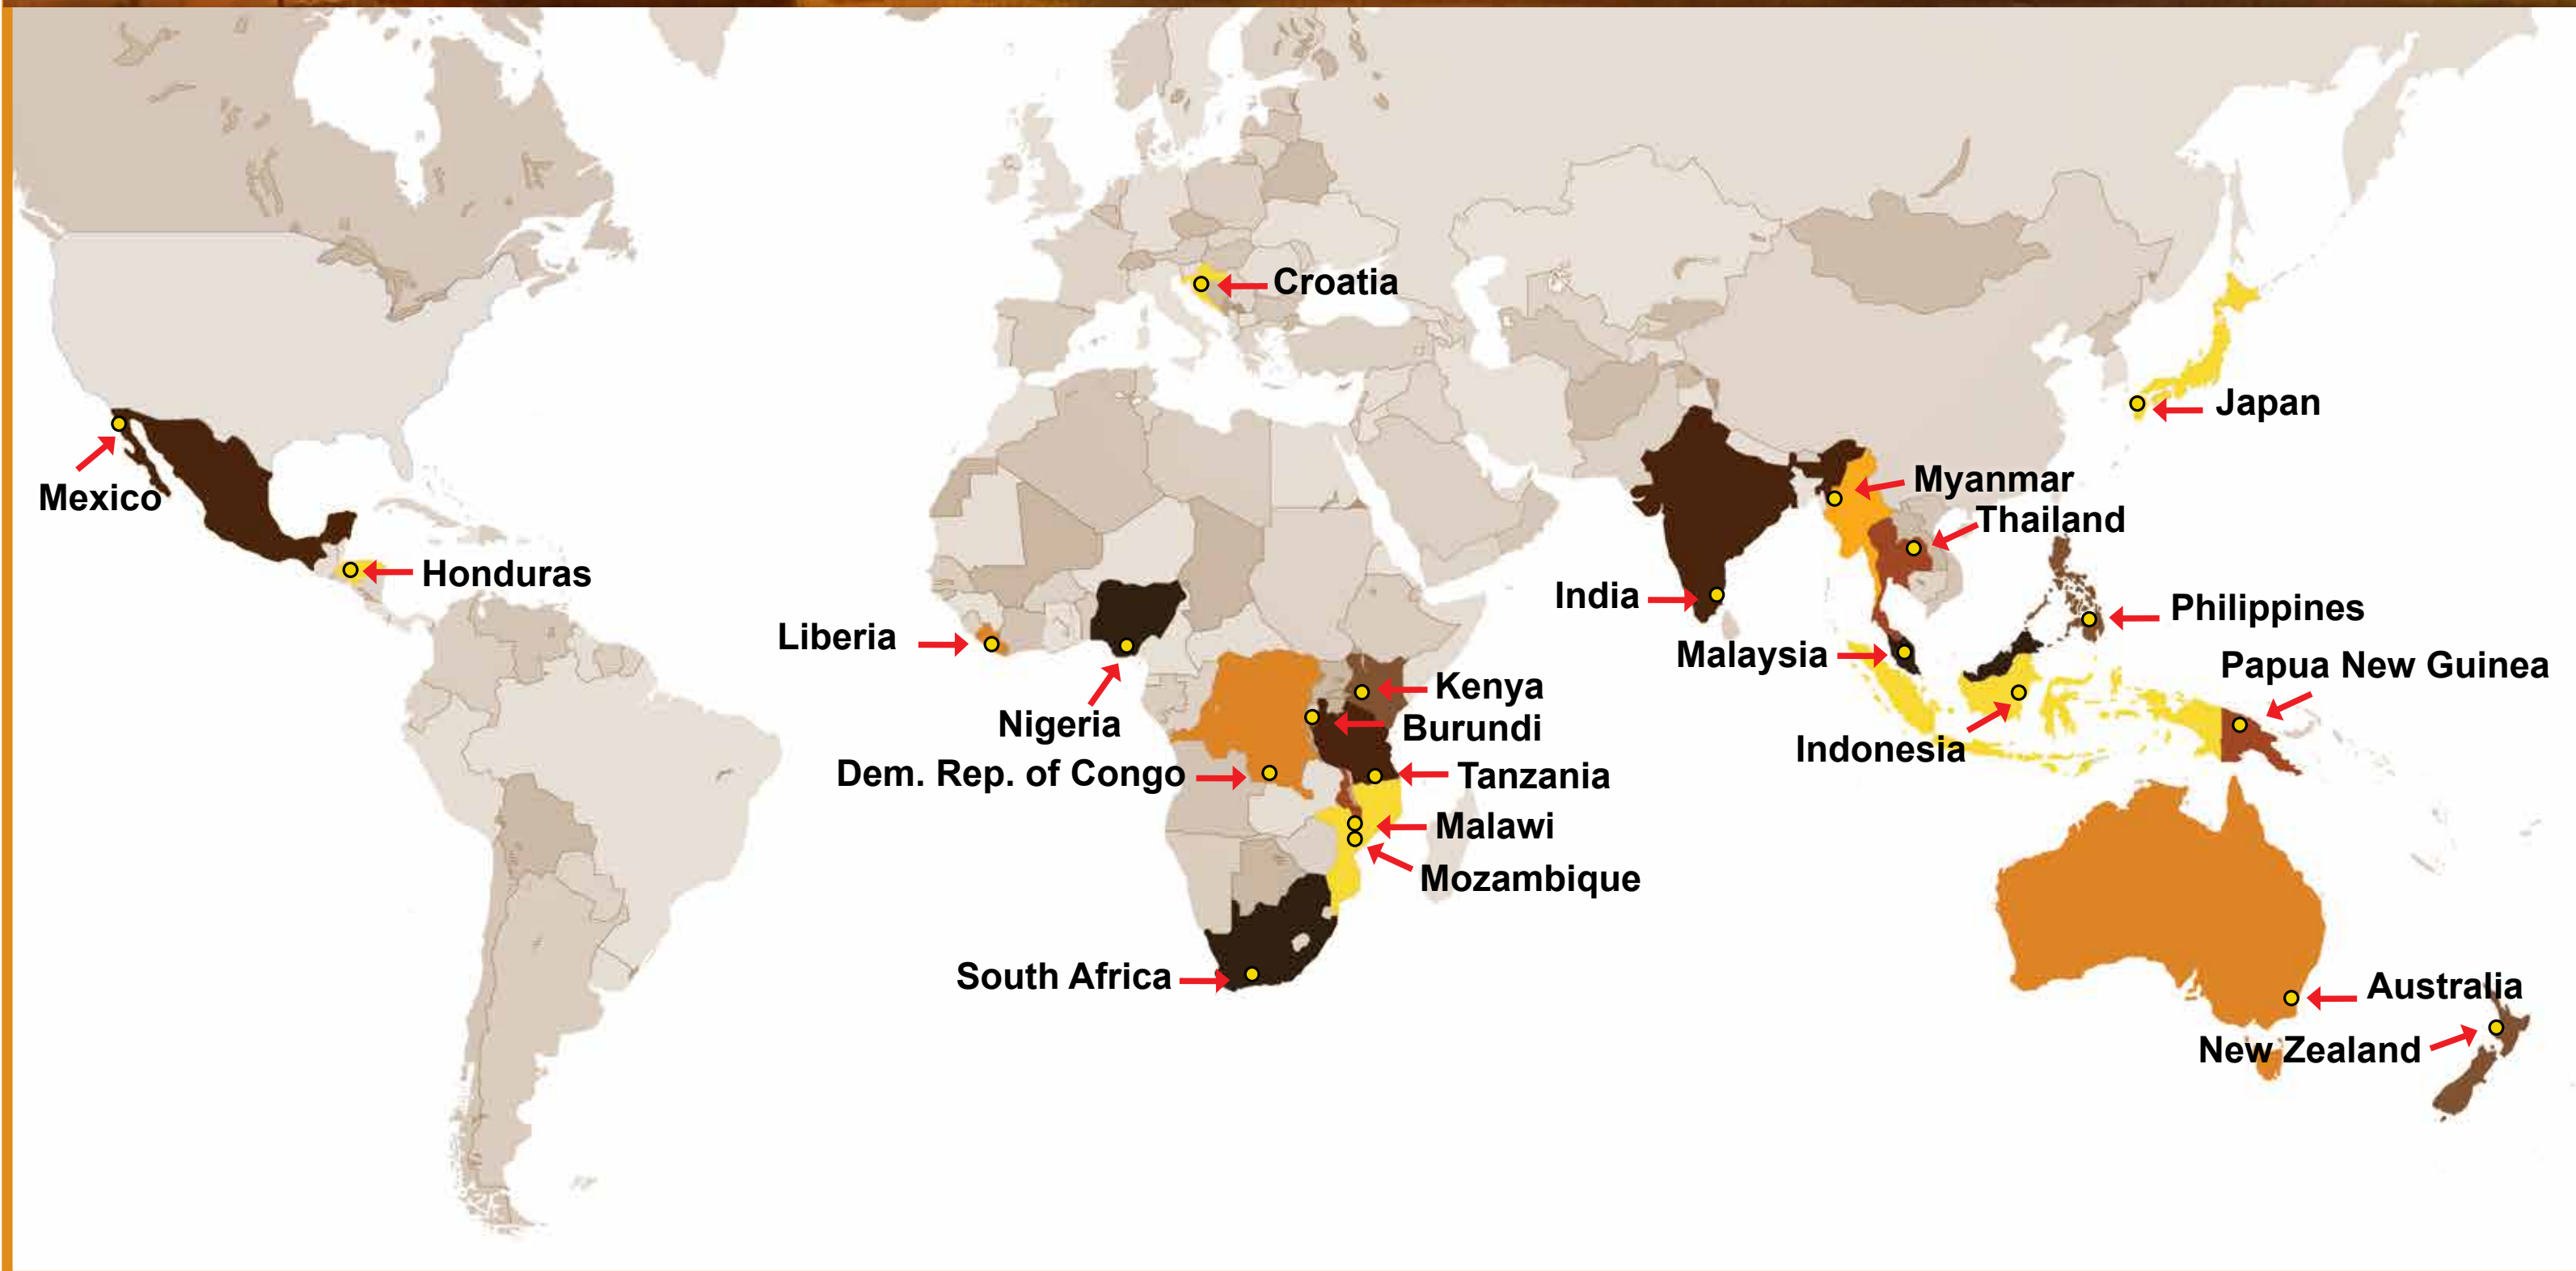 Croatia
Japan
Mexico
Myanmar
Thailand
Honduras
India
Philippines
Liberia
Malaysia
Papua New Guinea
Kenya
Nigeria
Burundi
Indonesia
Dem. Rep. of Congo
Tanzania
Malawi
Mozambique
South Africa
Australia
New Zealand